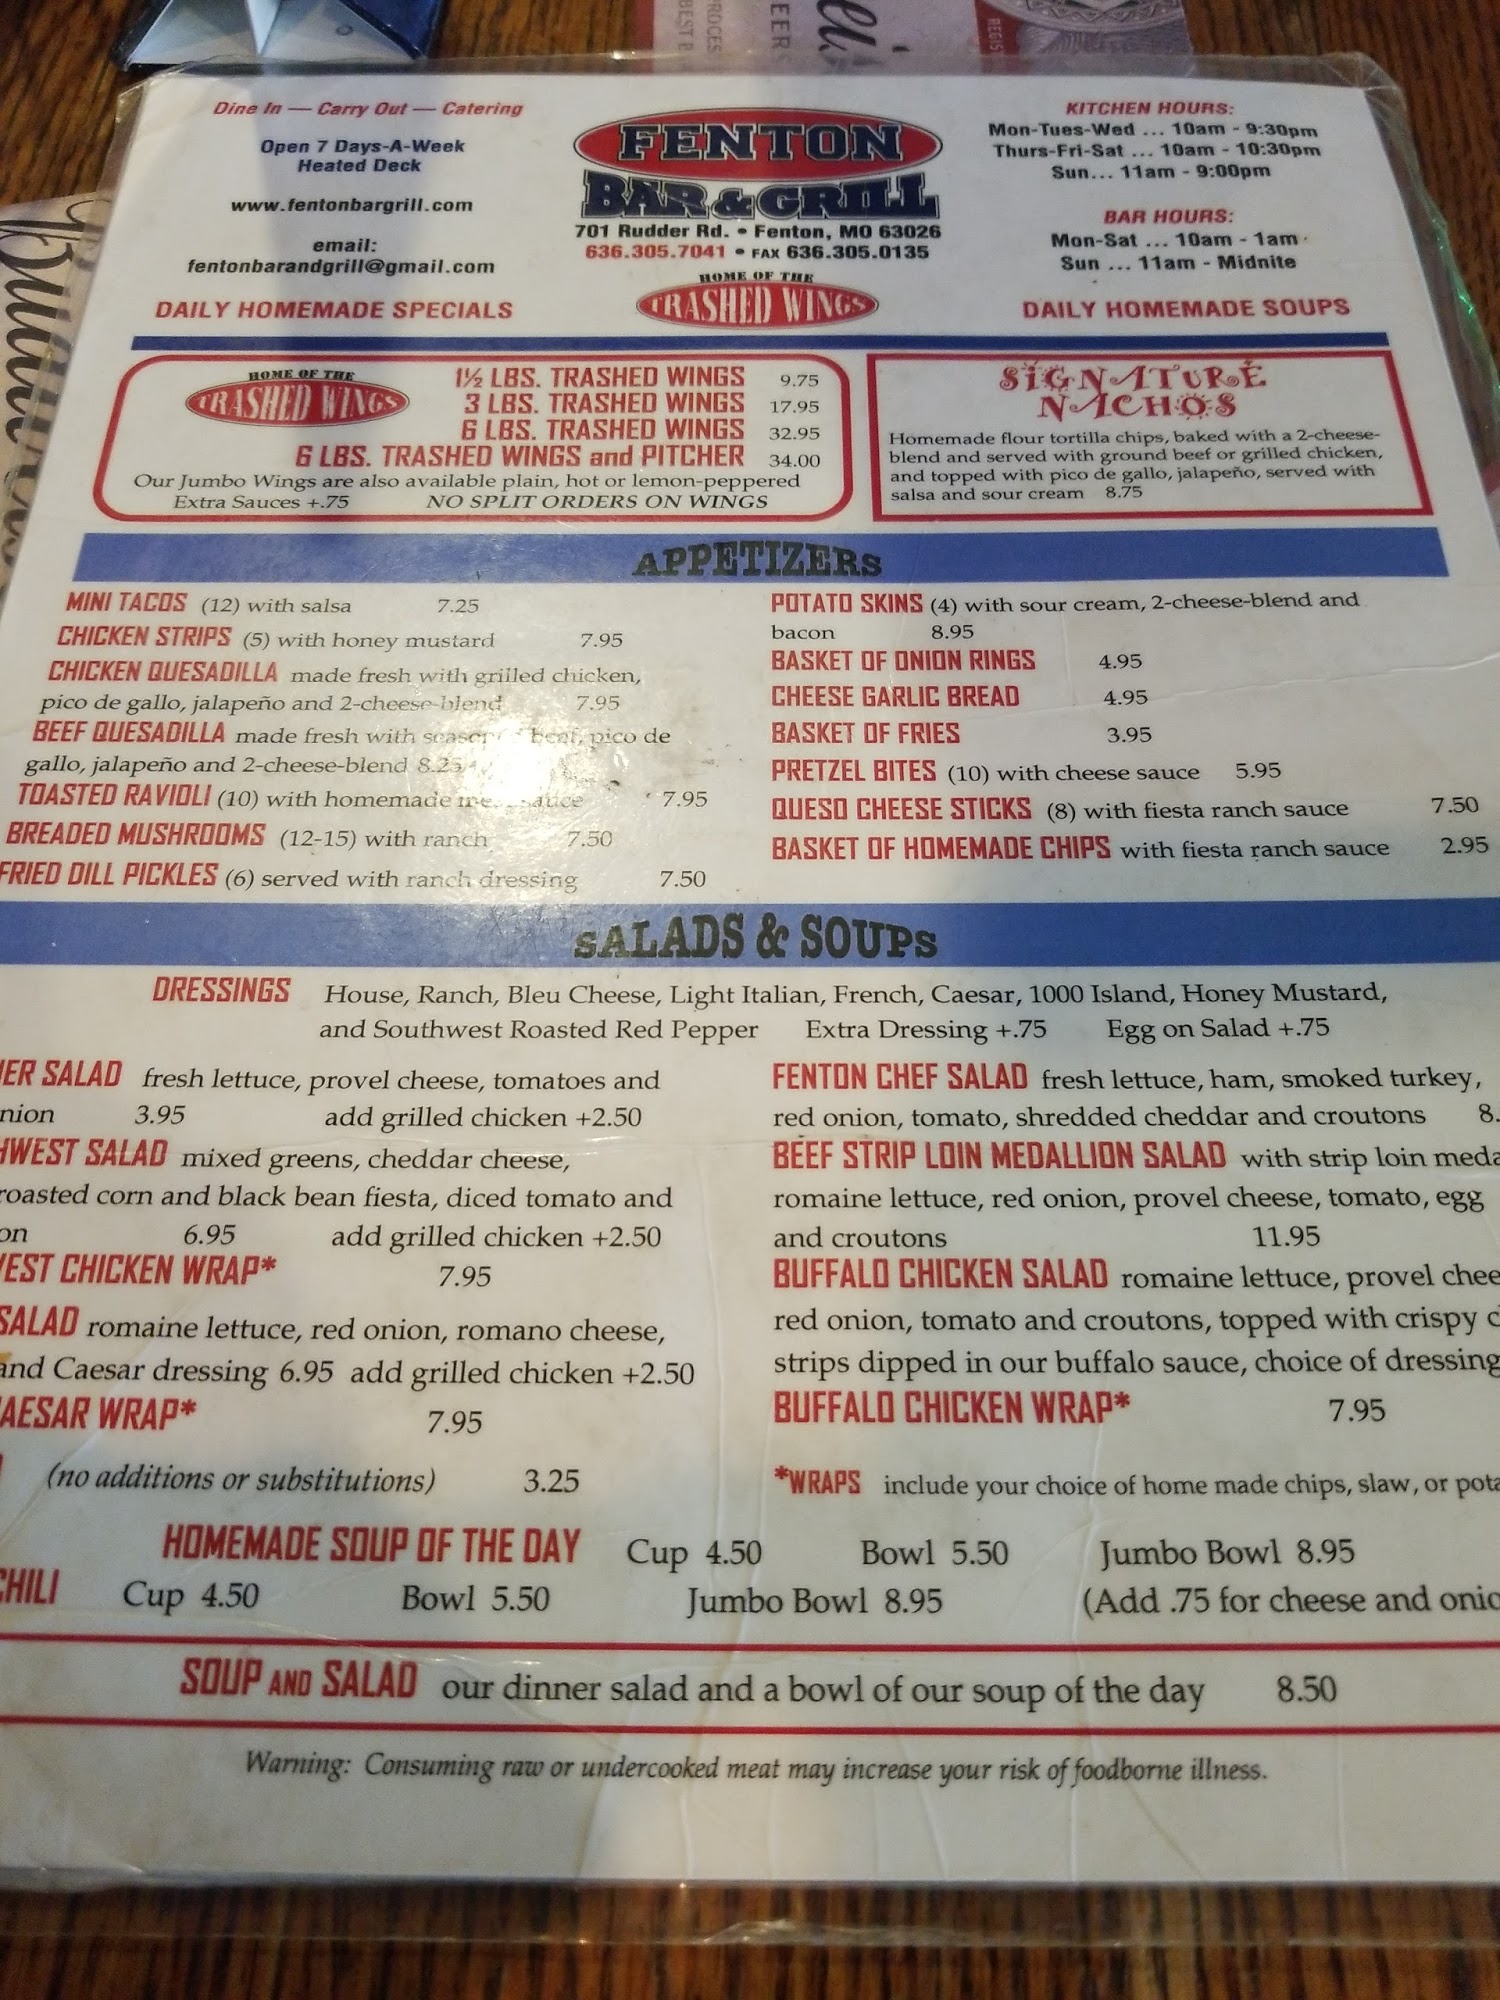 Dine In — Carry Out — Catering
Open 7 Days-A-Week
Heated Deck
www.fentonbargrill.com
email:
fentonbarandgrill@gmail.com
DAILY HOMEMADE SPECIALS
FENTON
BAR & GRILL
701 Rudder Rd. • Fenton, MO 63026
636.305.7041 • FAX 636.305.0135
HOME OF THE
TRASHED WINGS
KITCHEN HOURS:
Mon-Tues-Wed ... 10am - 9:30pm
Thurs-Fri-Sat ... 10am - 10:30pm
Sun... 11am - 9:00pm
BAR HOURS:
Mon-Sat ... 10am - 1am
Sun ... 11am - Midnite
DAILY HOMEMADE SOUPS
HOME OF THE
TRASHED WINGS
1½ LBS. TRASHED WINGS 9.75
3 LBS. TRASHED WINGS 17.95
6 LBS. TRASHED WINGS 32.95
6 LBS. TRASHED WINGS and PITCHER 34.00
Our Jumbo Wings are also available plain, hot or lemon-peppered
Extra Sauces +.75 NO SPLIT ORDERS ON WINGS
SIGNATURE
NACHOS
Homemade flour tortilla chips, baked with a 2-cheese-
blend and served with ground beef or grilled chicken,
and topped with pico de gallo, jalapeño, served with
salsa and sour cream 8.75
APPETIZERS
MINI TACOS (12) with salsa 7.25
CHICKEN STRIPS (5) with honey mustard 7.95
CHICKEN QUESADILLA made fresh with grilled chicken,
pico de gallo, jalapeño and 2-cheese-blend 7.95
BEEF QUESADILLA made fresh with beef, pico de
gallo, jalapeño and 2-cheese-blend 8.25
TOASTED RAVIOLI (10) with homemade sauce 7.95
BREADED MUSHROOMS (12-15) with ranch 7.50
FRIED DILL PICKLES (6) served with ranch dressing 7.50
POTATO SKINS (4) with sour cream, 2-cheese-blend and
bacon 8.95
BASKET OF ONION RINGS 4.95
CHEESE GARLIC BREAD 4.95
BASKET OF FRIES 3.95
PRETZEL BITES (10) with cheese sauce 5.95
QUESO CHEESE STICKS (8) with fiesta ranch sauce 7.50
BASKET OF HOMEMADE CHIPS with fiesta ranch sauce 2.95
SALADS & SOUPS
DRESSINGS House, Ranch, Bleu Cheese, Light Italian, French, Caesar, 1000 Island, Honey Mustard,
and Southwest Roasted Red Pepper Extra Dressing +.75 Egg on Salad +.75
SALAD fresh lettuce, provel cheese, tomatoes and
3.95 add grilled chicken +2.50
SALAD mixed greens, cheddar cheese,
roasted corn and black bean fiesta, diced tomato and
6.95 add grilled chicken +2.50
CHICKEN WRAP* 7.95
SALAD romaine lettuce, red onion, romano cheese,
and Caesar dressing 6.95 add grilled chicken +2.50
WRAP* 7.95
(no additions or substitutions) 3.25
FENTON CHEF SALAD fresh lettuce, ham, smoked turkey,
red onion, tomato, shredded cheddar and croutons
BEEF STRIP LOIN MEDALLION SALAD with strip loin
romaine lettuce, red onion, provel cheese, tomato, egg
and croutons 11.95
BUFFALO CHICKEN SALAD romaine lettuce, provel
red onion, tomato and croutons, topped with crispy
strips dipped in our buffalo sauce, choice of dressing
BUFFALO CHICKEN WRAP* 7.95
*WRAPS include your choice of home made chips, slaw, or
HOMEMADE SOUP OF THE DAY Cup 4.50 Bowl 5.50 Jumbo Bowl 8.95
CHILI Cup 4.50 Bowl 5.50 Jumbo Bowl 8.95 (Add .75 for cheese and
SOUP AND SALAD our dinner salad and a bowl of our soup of the day 8.50
Warning: Consuming raw or undercooked meat may increase your risk of foodborne illness.